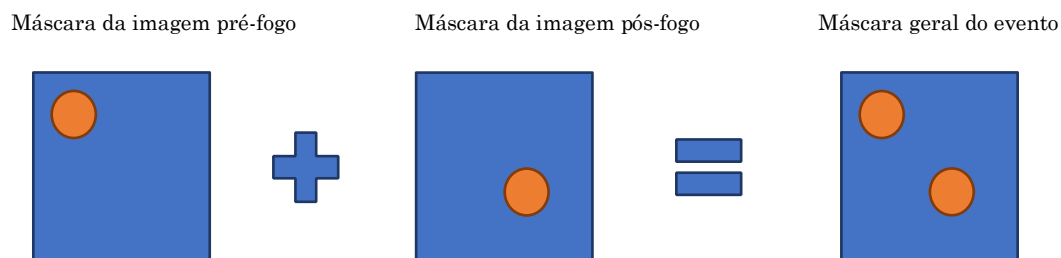 Máscara da imagem pré-fogo
Máscara da imagem pós-fogo
Máscara geral do evento